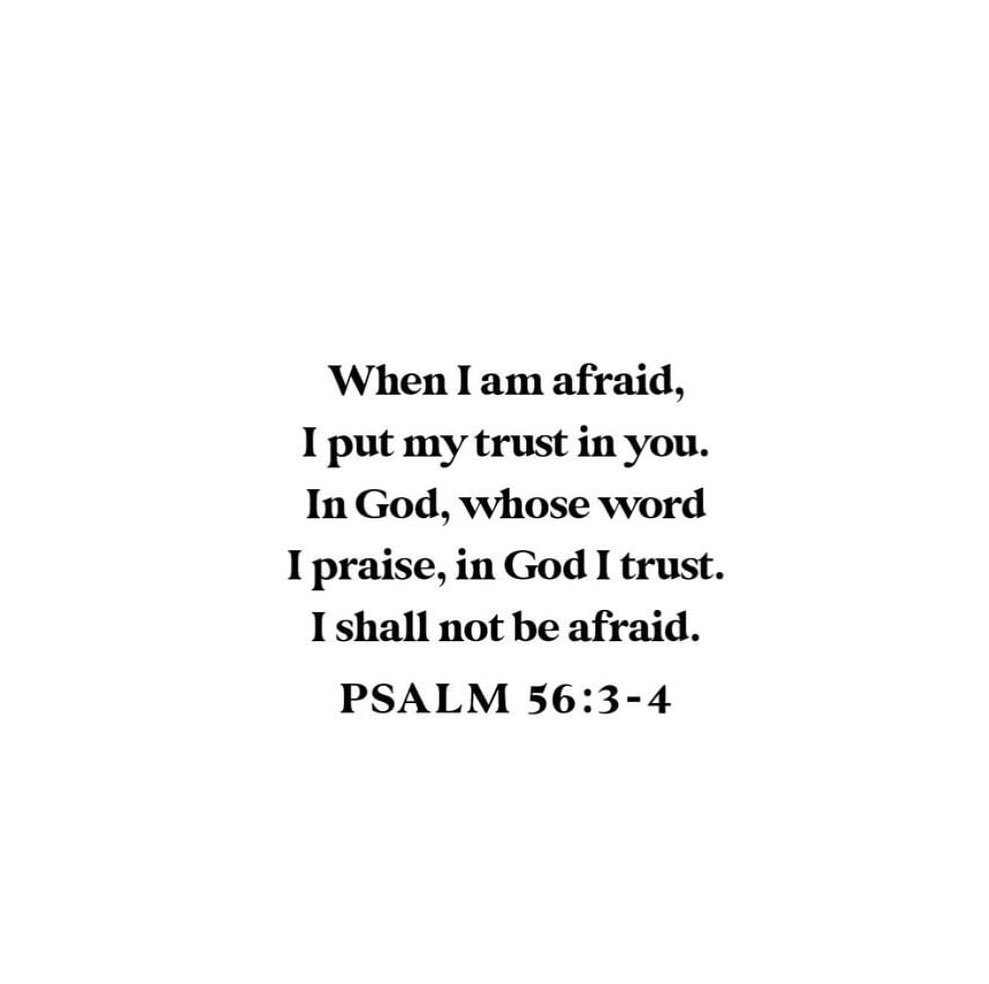 When I am afraid,
I put my trust in you.
In God, whose word
I praise, in God I trust.
I shall not be afraid.
PSALM 56:3-4